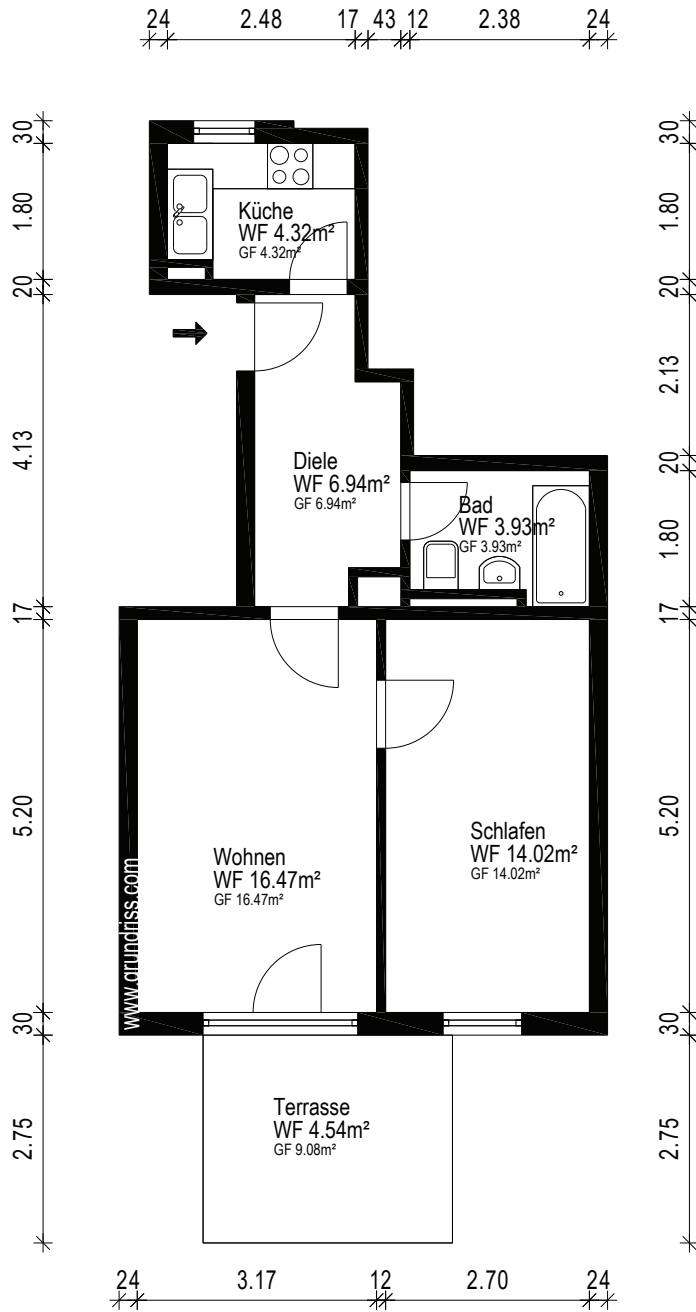 24 2.48 17 43 12 2.38 24
30
1.80
20
4.13
17
5.20
30
2.75
Küche
WF 4.32m²
GF 4.32m²
Diele
WF 6.94m²
GF 6.94m²
Bad
WF 3.93m²
GF 3.93m²
Wohnen
WF 16.47m²
GF 16.47m²
Schlafen
WF 14.02m²
GF 14.02m²
www.grundriss.com
Terrasse
WF 4.54m²
GF 9.08m²
30
1.80
20
2.13
20
1.80
17
5.20
30
2.75
24 3.17 12 2.70 24